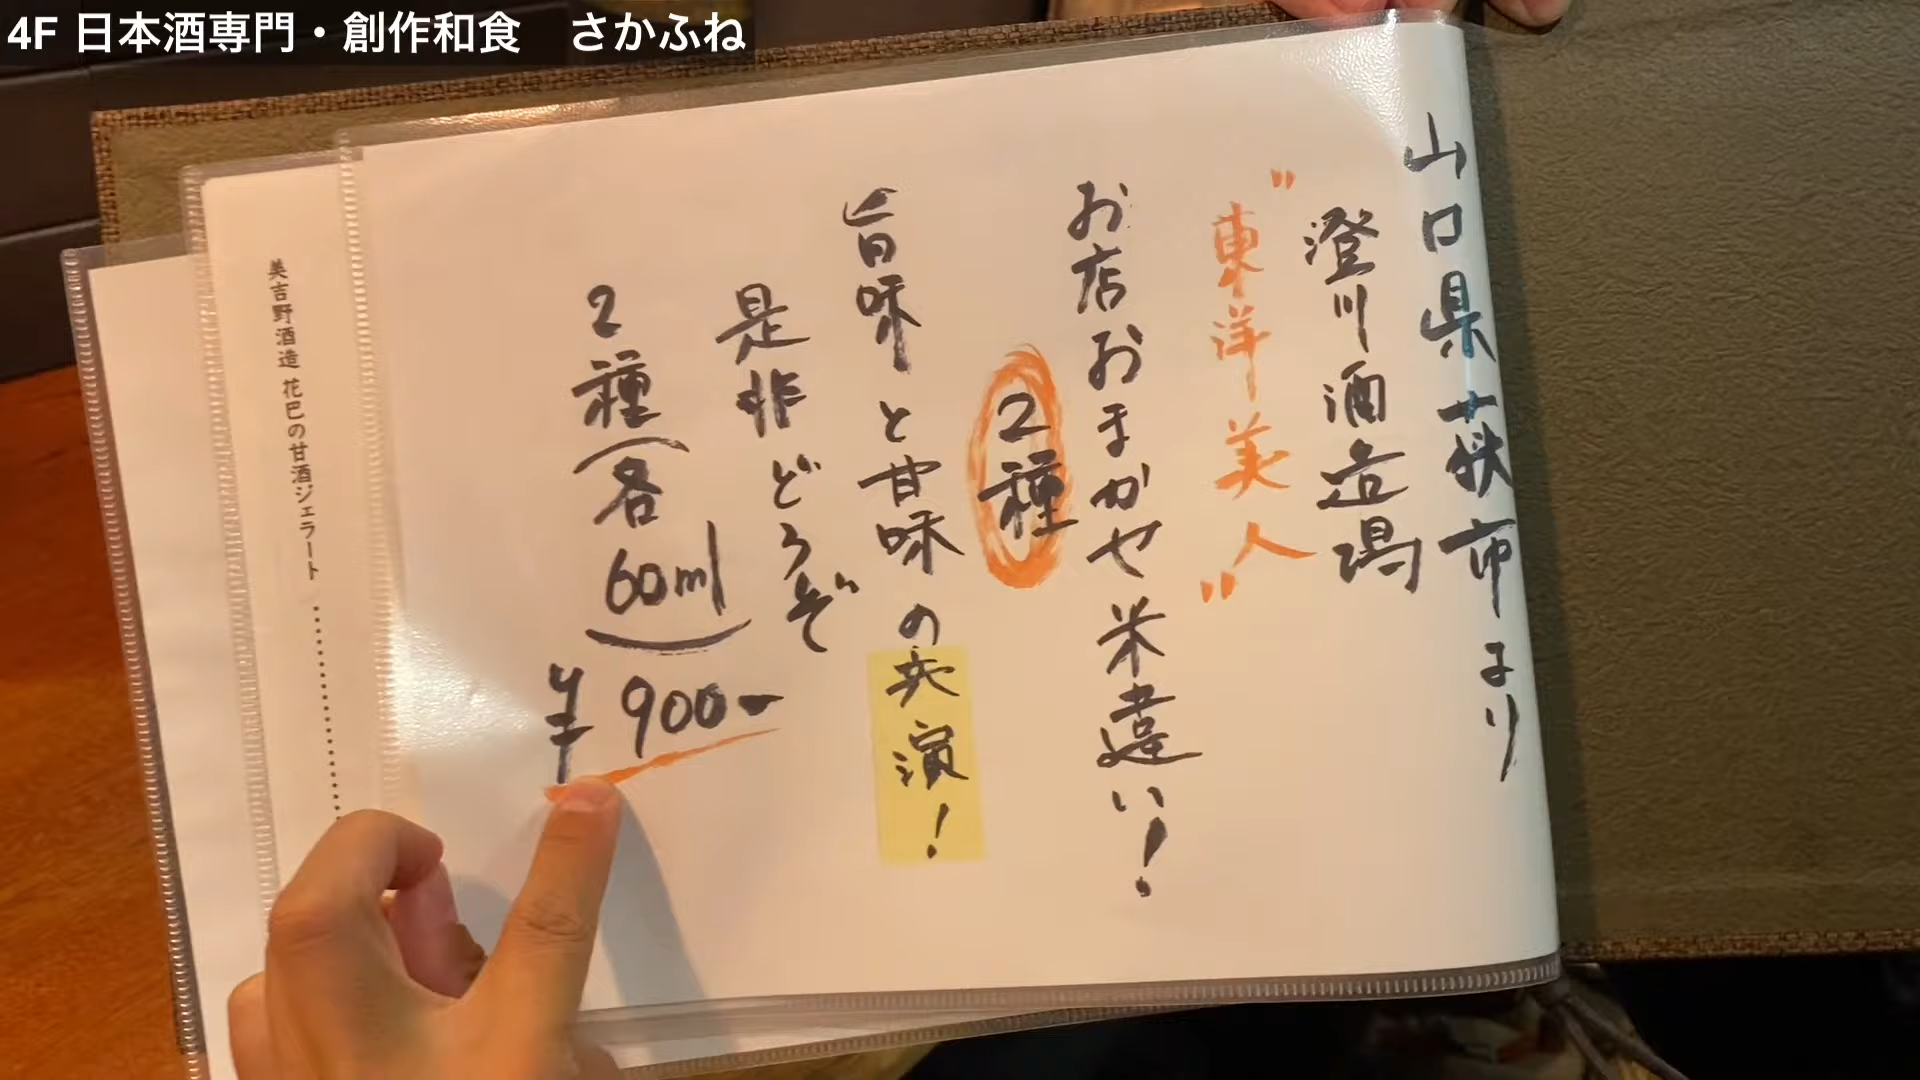 4F 日本酒専門・創作和食　さかふね
山口県萩市より
澄川酒造場
"東洋美人"
お店おまかせ米違い！
2種
旨味と甘味の共演！
是非どうぞ
2種（各60ml）
¥900-
美吉野酒造 花巴の甘酒ジェラート ……………